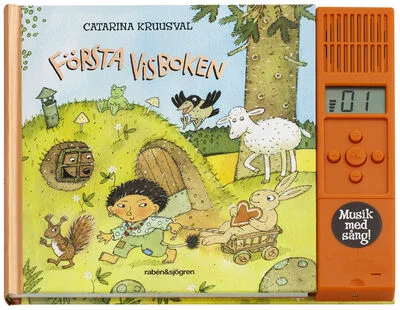 CATARINA KRUUSVAL
FÖRSTA VISBOKEN
01
Musik
med
sång!
rabén&sjögren